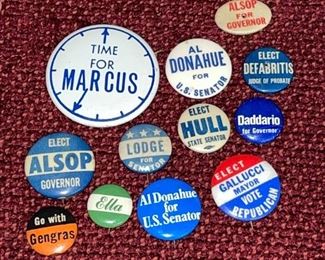 ALSOP
FOR
GOVERNOR
TIME
FOR
MARCUS
AL
DONAHUE
FOR
U.S. SENATOR
ELECT
DEFABRITIS
JUDGE OF PROBATE
ELECT
HULL
STATE SENATOR
Daddario
for Governor
ELECT
ALSOP
GOVERNOR
LODGE
FOR
SENATOR
ELECT
GALLUCCI
MAYOR
VOTE
REPUBLICAN
Go with
Gengras
Ella
Al Donahue
for
U.S. Senator